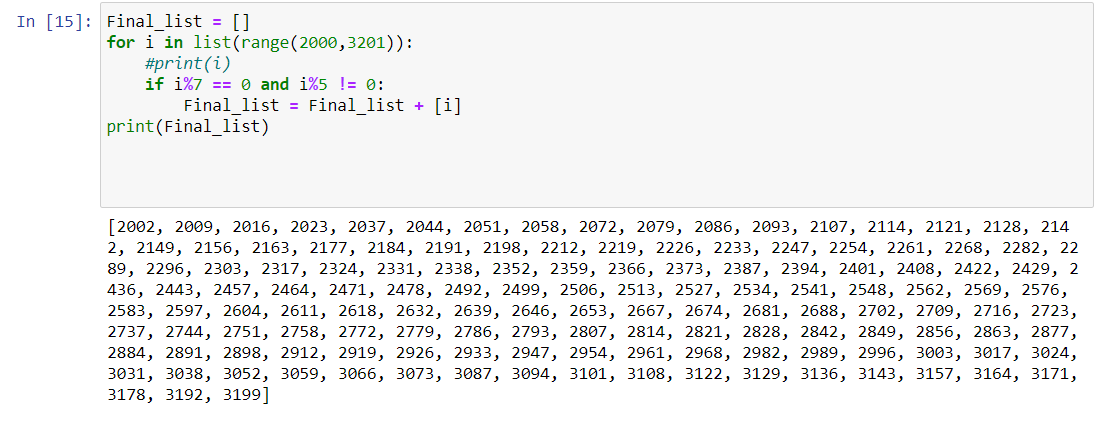 In [15]: Final_list = []
for i in list(range(2000,3201)):
    #print(i)
    if i%7 == 0 and i%5 != 0:
        Final_list = Final_list + [i]
print(Final_list)
[2002, 2009, 2016, 2023, 2037, 2044, 2051, 2058, 2072, 2079, 2086, 2093, 2107, 2114, 2121, 2128, 214
2, 2149, 2156, 2163, 2177, 2184, 2191, 2198, 2212, 2219, 2226, 2233, 2247, 2254, 2261, 2268, 2282, 22
89, 2296, 2303, 2317, 2324, 2331, 2338, 2352, 2359, 2366, 2373, 2387, 2394, 2401, 2408, 2422, 2429, 2
436, 2443, 2457, 2464, 2471, 2478, 2492, 2499, 2506, 2513, 2527, 2534, 2541, 2548, 2562, 2569, 2576,
2583, 2597, 2604, 2611, 2618, 2632, 2639, 2646, 2653, 2667, 2674, 2681, 2688, 2702, 2709, 2716, 2723,
2737, 2744, 2751, 2758, 2772, 2779, 2786, 2793, 2807, 2814, 2821, 2828, 2842, 2849, 2856, 2863, 2877,
2884, 2891, 2898, 2912, 2919, 2926, 2933, 2947, 2954, 2961, 2968, 2982, 2989, 2996, 3003, 3017, 3024,
3031, 3038, 3052, 3059, 3066, 3073, 3087, 3094, 3101, 3108, 3122, 3129, 3136, 3143, 3157, 3164, 3171,
3178, 3192, 3199]